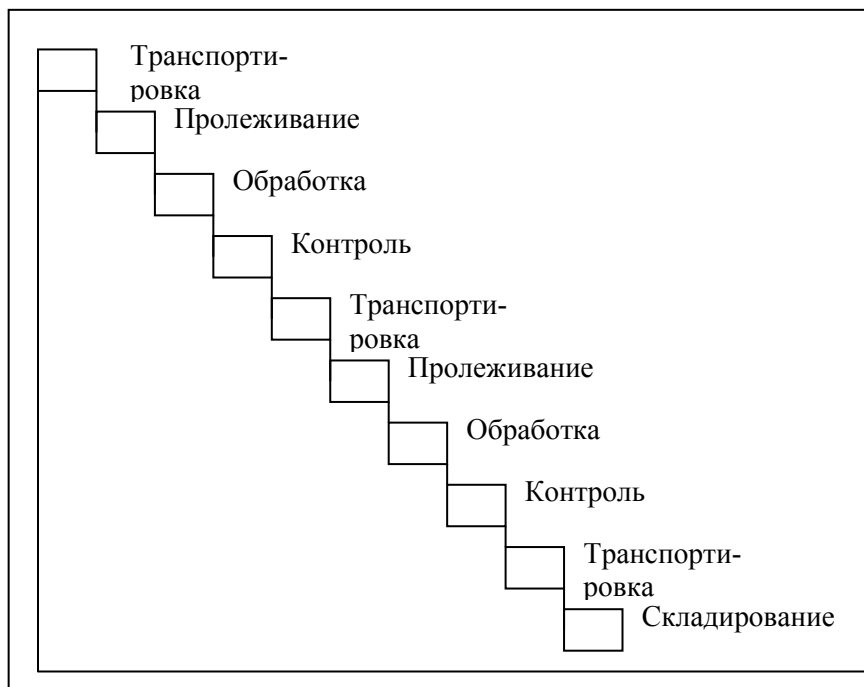 Транспорти-
ровка
Пролеживание
Обработка
Контроль
Транспорти-
ровка
Пролеживание
Обработка
Контроль
Транспорти-
ровка
Складирование